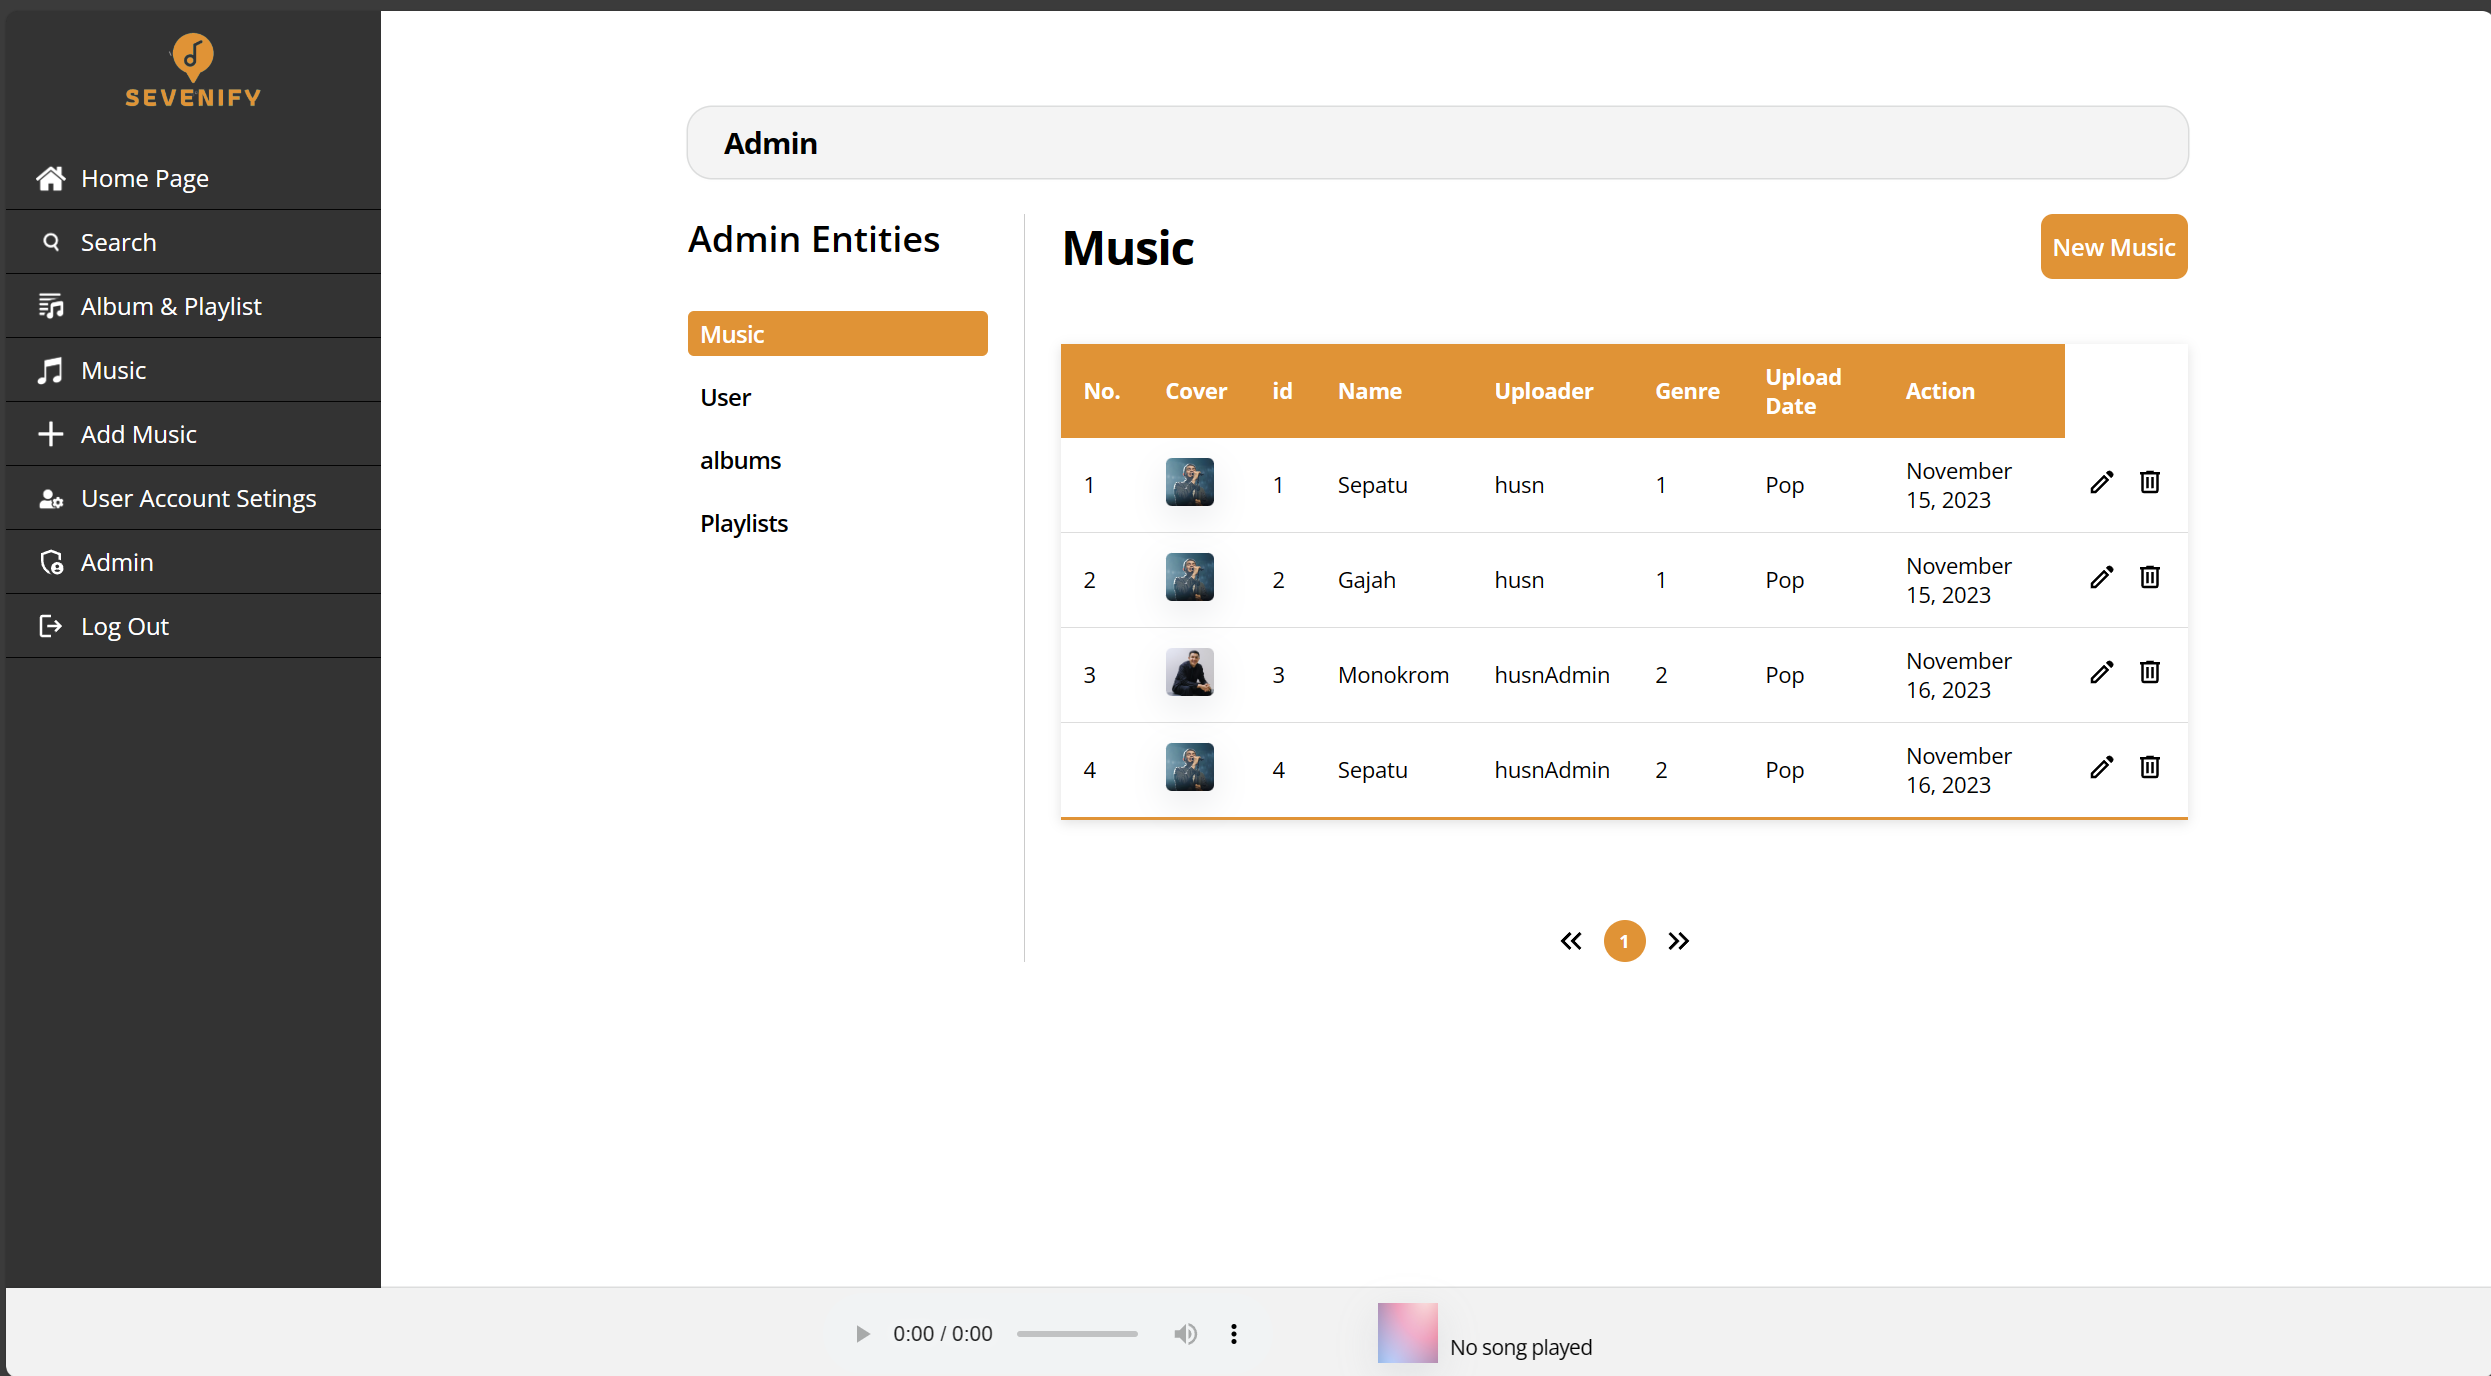 SEVENIFY
Home Page
Search
Album & Playlist
Music
Add Music
User Account Setings
Admin
Log Out
Admin
Admin Entities
Music
User
albums
Playlists
Music
New Music
No. Cover id Name Uploader Genre Upload Date Action
1 1 Sepatu husn 1 Pop November 15, 2023
2 2 Gajah husn 1 Pop November 15, 2023
3 3 Monokrom husnAdmin 2 Pop November 16, 2023
4 4 Sepatu husnAdmin 2 Pop November 16, 2023
1
0:00 / 0:00
No song played